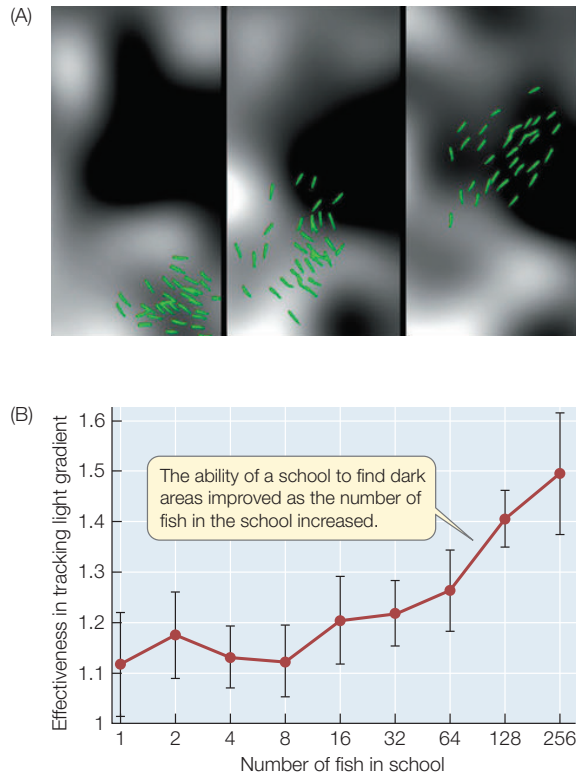 (A)
(B)
Effectiveness in tracking light gradient
1.6
1.5
1.4
1.3
1.2
1.1
1
The ability of a school to find dark
areas improved as the number of
fish in the school increased.
1 2 4 8 16 32 64 128 256
Number of fish in school